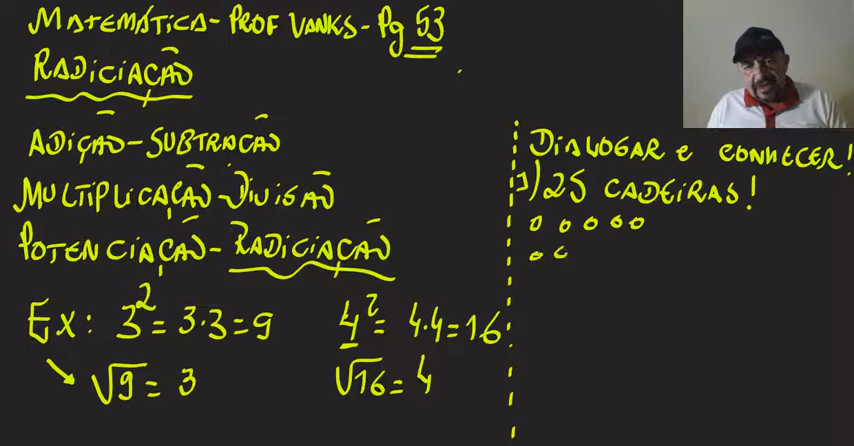 MATEMÁTICA - PROF VANKS - Pg 53
RADICIAÇÃO
ADIÇÃO - SUBTRACÃO
MULTIPLICAÇÃO - DIVISÃO
POTENCIAÇÃO - RADICIAÇÃO
Ex: 3² = 3·3 = 9
4² = 4·4 = 16
√9 = 3
√16 = 4
DIALOGAR e CONHECER!
1) 25 CADEIRAS!